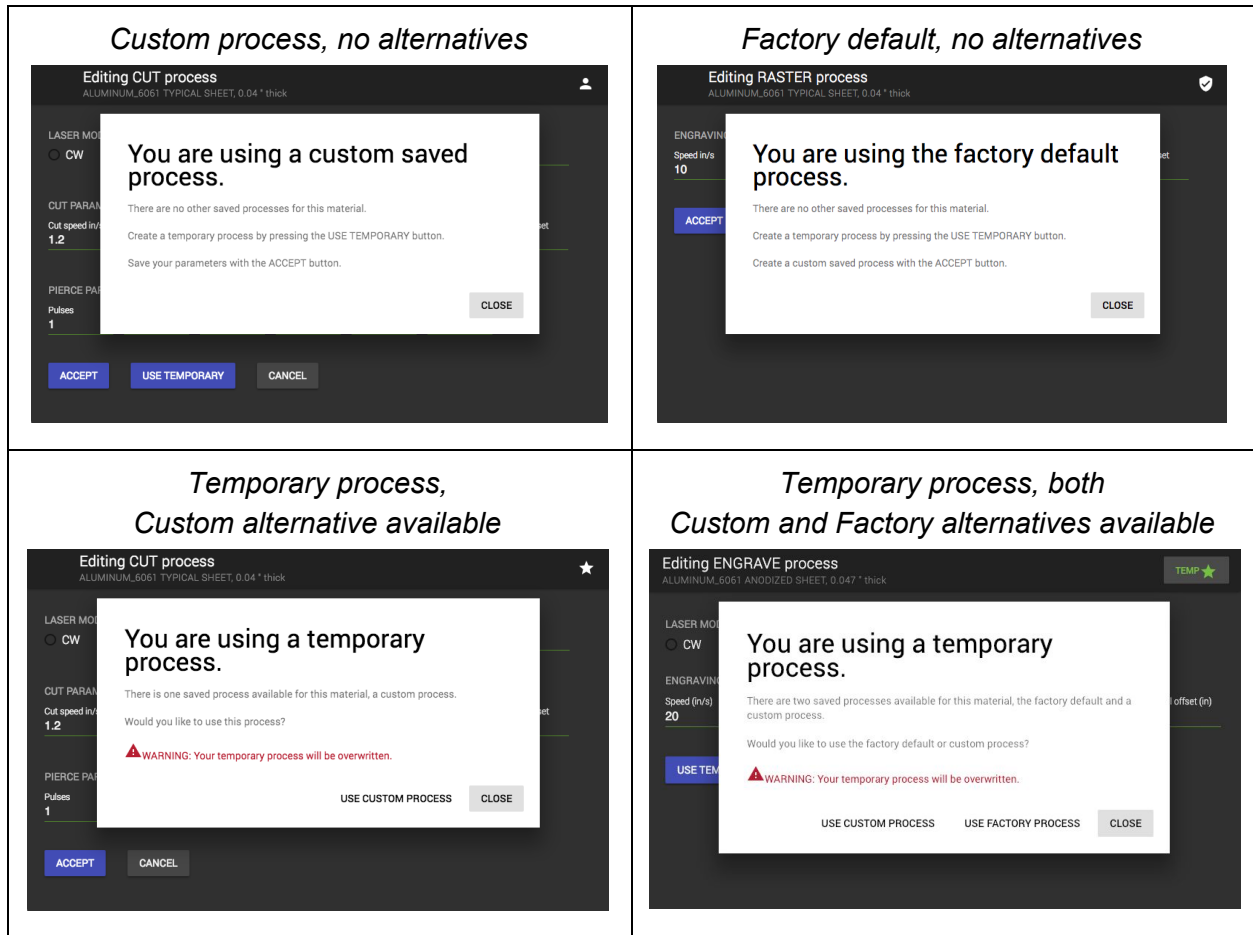 Custom process, no alternatives
Editing CUT process
ALUMINUM_6061 TYPICAL SHEET, 0.04 " thick
LASER MO
CW
You are using a custom saved
process.
There are no other saved processes for this material.
CUT PARAM
Cut speed in/s
set
1.2
Create a temporary process by pressing the USE TEMPORARY button.
Save your parameters with the ACCEPT button.
PIERCE PAR
Pulses
1
CLOSE
ACCEPT
USE TEMPORARY
CANCEL
Factory default, no alternatives
Editing RASTER process
ALUMINUM_6061 TYPICAL SHEET, 0.04 " thick
ENGRAVIN
Speed in/s
et
10
You are using the factory default
process.
There are no other saved processes for this material.
ACCEPT
Create a temporary process by pressing the USE TEMPORARY button.
Create a custom saved process with the ACCEPT button.
CLOSE
Temporary process,
Custom alternative available
Editing CUT process
ALUMINUM_6061 TYPICAL SHEET, 0.04 " thick
LASER MO
CW
You are using a temporary
process.
CUT PARAM
There is one saved process available for this material, a custom process.
Cut speed in/s
set
1.2
Would you like to use this process?
WARNING: Your temporary process will be overwritten.
PIERCE PAR
Pulses
1
USE CUSTOM PROCESS
CLOSE
ACCEPT
CANCEL
Temporary process, both
Custom and Factory alternatives available
Editing ENGRAVE process
ALUMINUM_6061 ANODIZED SHEET, 0.047 " thick
TEMP
LASER MO
CW
You are using a temporary
process.
ENGRAVING
Speed (in/s)
l offset (in)
20
There are two saved processes available for this material, the factory default and a
custom process.
Would you like to use the factory default or custom process?
USE TEM
WARNING: Your temporary process will be overwritten.
USE CUSTOM PROCESS
USE FACTORY PROCESS
CLOSE